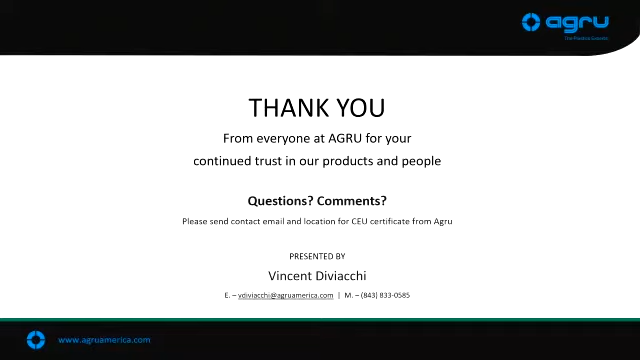 agru
The Plastics Experts.
THANK YOU
From everyone at AGRU for your
continued trust in our products and people
Questions? Comments?
Please send contact email and location for CEU certificate from Agru
PRESENTED BY
Vincent Diviacchi
E. – vdiviacchi@agruamerica.com | M. – (843) 833-0585
www.agruamerica.com